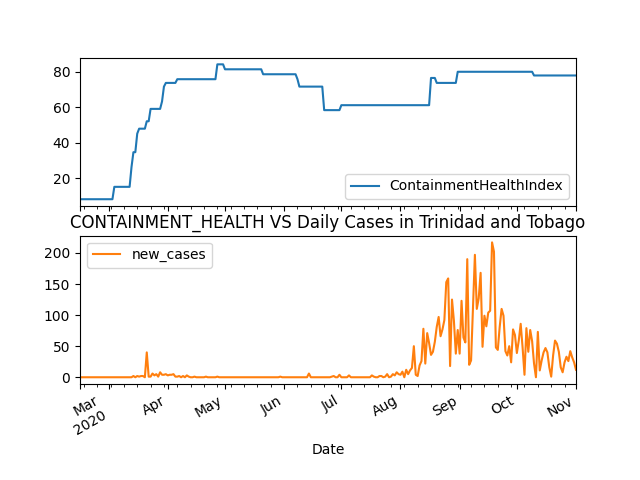 80
60
40
20
ContainmentHealthIndex
CONTAINMENT_HEALTH VS Daily Cases in Trinidad and Tobago
200
150
100
50
0
new_cases
Mar
2020
Apr
May
Jun
Jul
Aug
Sep
Oct
Nov
Date